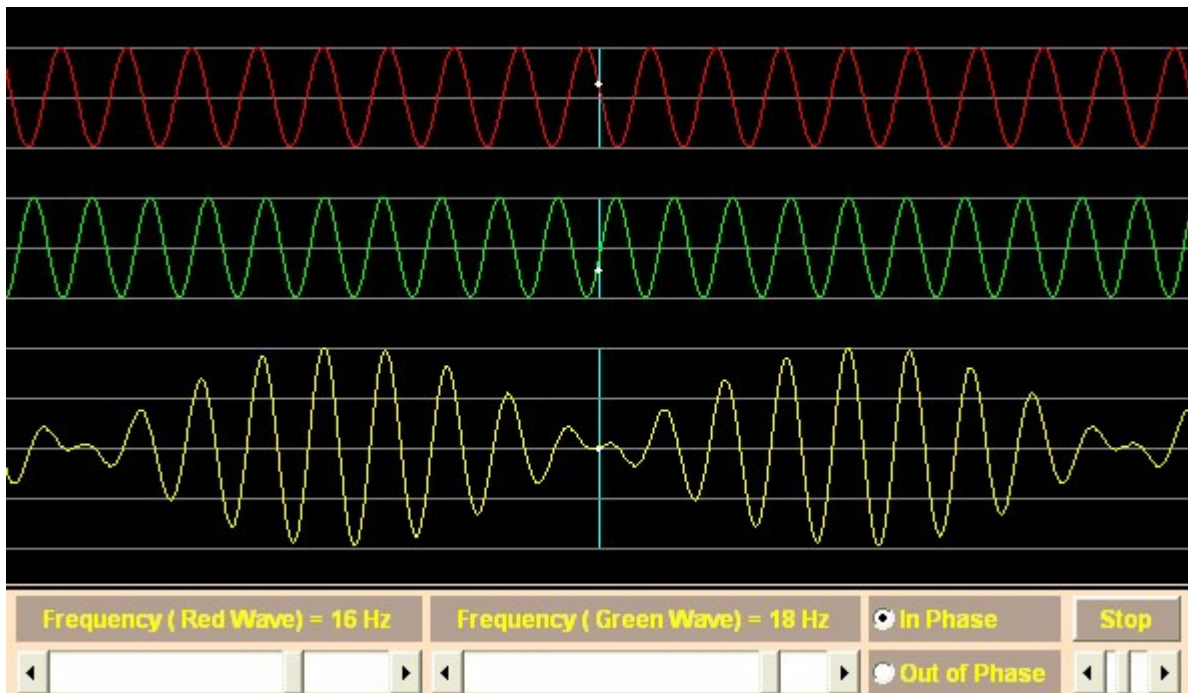 Frequency ( Red Wave) = 16 Hz
Frequency ( Green Wave) = 18 Hz
In Phase
Stop
Out of Phase